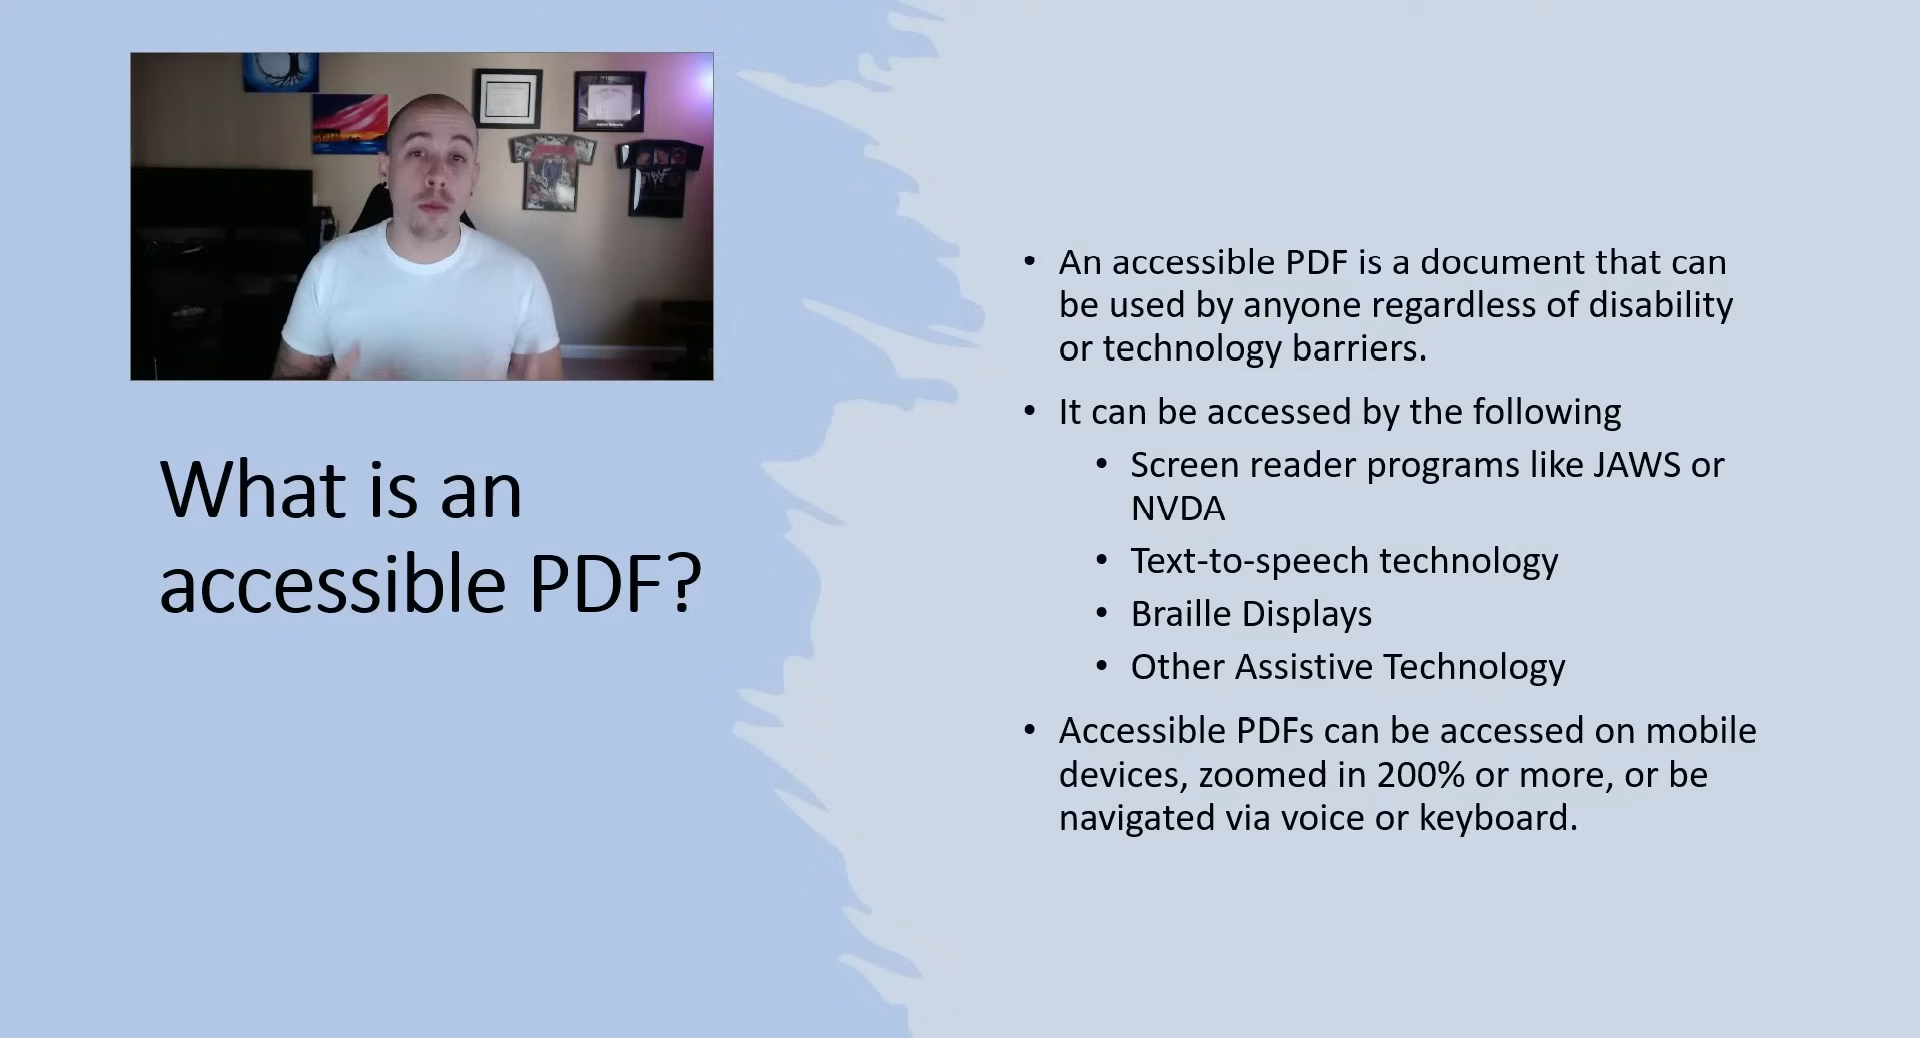 What is an
accessible PDF?
• An accessible PDF is a document that can
be used by anyone regardless of disability
or technology barriers.
• It can be accessed by the following
• Screen reader programs like JAWS or
NVDA
• Text-to-speech technology
• Braille Displays
• Other Assistive Technology
• Accessible PDFs can be accessed on mobile
devices, zoomed in 200% or more, or be
navigated via voice or keyboard.